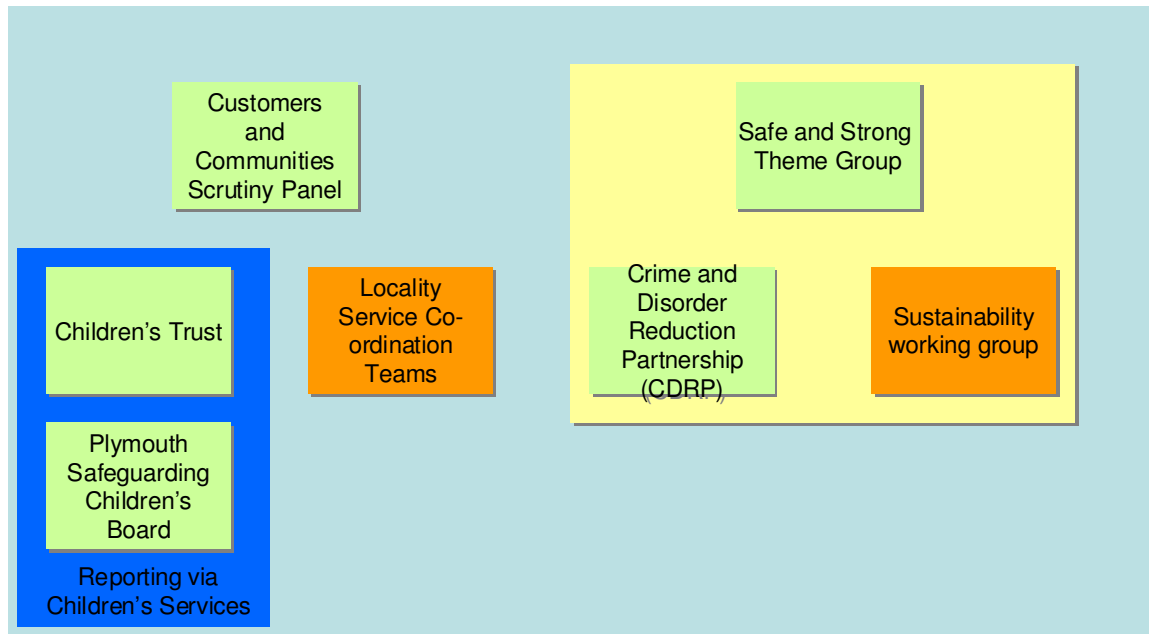 Customers
and
Communities
Scrutiny Panel
Safe and Strong
Theme Group
Children's Trust
Locality
Service Co-
ordination
Teams
Crime and
Disorder
Reduction
Partnership
(CDRP)
Sustainability
working group
Plymouth
Safeguarding
Children's
Board
Reporting via
Children's Services